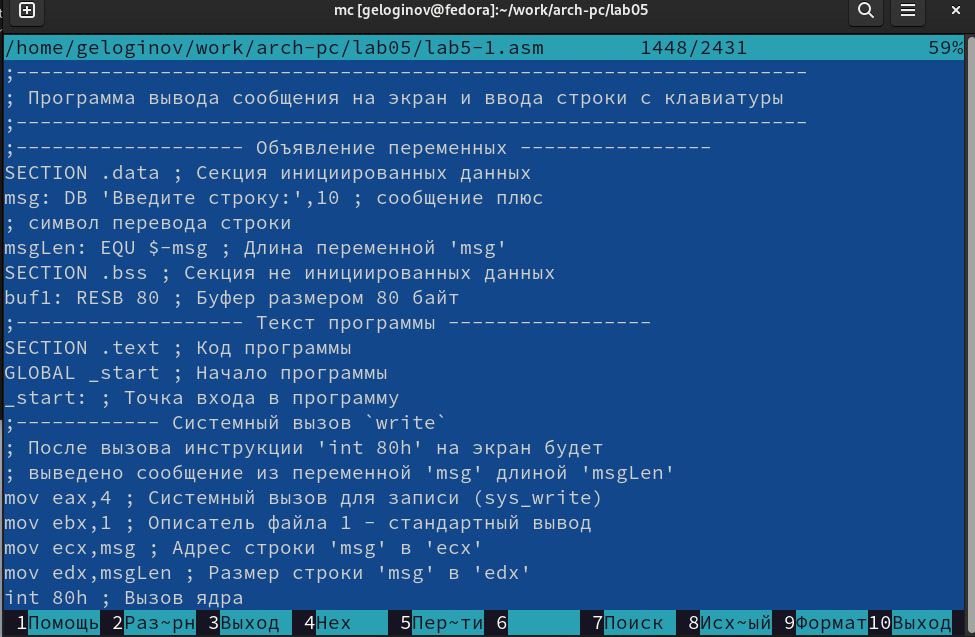 mc [geloginov@fedora]:~/work/arch-pc/lab05
/home/geloginov/work/arch-pc/lab05/lab5-1.asm 1448/2431 59%
;------------------------------------------------------------------
; Программа вывода сообщения на экран и ввода строки с клавиатуры
;------------------------------------------------------------------
;------------------- Объявление переменных ----------------
SECTION .data ; Секция инициированных данных
msg: DB 'Введите строку:',10 ; сообщение плюс
; символ перевода строки
msgLen: EQU $-msg ; Длина переменной 'msg'
SECTION .bss ; Секция не инициированных данных
buf1: RESB 80 ; Буфер размером 80 байт
;------------------- Текст программы -----------------
SECTION .text ; Код программы
GLOBAL _start ; Начало программы
_start: ; Точка входа в программу
;------------ Системный вызов `write`
; После вызова инструкции 'int 80h' на экран будет
; выведено сообщение из переменной 'msg' длиной 'msgLen'
mov eax,4 ; Системный вызов для записи (sys_write)
mov ebx,1 ; Описатель файла 1 - стандартный вывод
mov ecx,msg ; Адрес строки 'msg' в 'ecx'
mov edx,msgLen ; Размер строки 'msg' в 'edx'
int 80h ; Вызов ядра
1Помощь 2Раз~рн 3Выход 4Hex 5Пер~ти 6 7Поиск 8Исх~ый 9Формат 10Выход